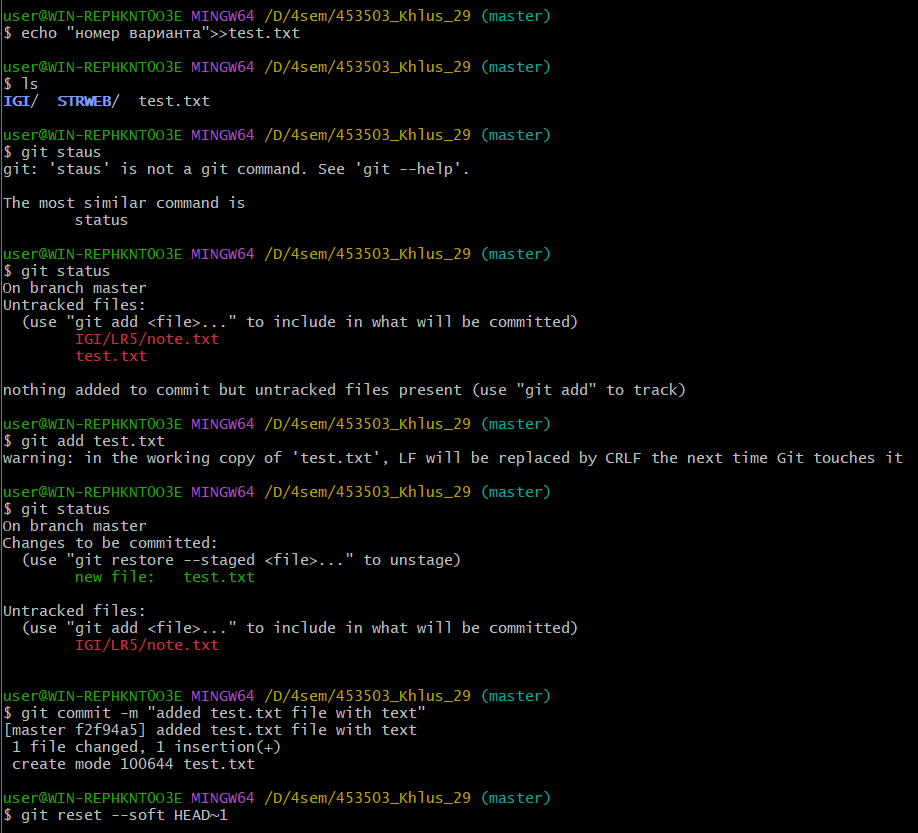 user@WIN-REPHKNTOO3E MINGW64 /D/4sem/453503_Khlus_29 (master)
$ echo "номер варианта">>test.txt
user@WIN-REPHKNTOO3E MINGW64 /D/4sem/453503_Khlus_29 (master)
$ ls
IGI/  STRWEB/  test.txt
user@WIN-REPHKNTOO3E MINGW64 /D/4sem/453503_Khlus_29 (master)
$ git staus
git: 'staus' is not a git command. See 'git --help'.
The most similar command is
        status
user@WIN-REPHKNTOO3E MINGW64 /D/4sem/453503_Khlus_29 (master)
$ git status
On branch master
Untracked files:
  (use "git add <file>..." to include in what will be committed)
        IGI/LR5/note.txt
        test.txt
nothing added to commit but untracked files present (use "git add" to track)
user@WIN-REPHKNTOO3E MINGW64 /D/4sem/453503_Khlus_29 (master)
$ git add test.txt
warning: in the working copy of 'test.txt', LF will be replaced by CRLF the next time Git touches it
user@WIN-REPHKNTOO3E MINGW64 /D/4sem/453503_Khlus_29 (master)
$ git status
On branch master
Changes to be committed:
  (use "git restore --staged <file>..." to unstage)
        new file:   test.txt
Untracked files:
  (use "git add <file>..." to include in what will be committed)
        IGI/LR5/note.txt
user@WIN-REPHKNTOO3E MINGW64 /D/4sem/453503_Khlus_29 (master)
$ git commit -m "added test.txt file with text"
[master f2f94a5] added test.txt file with text
 1 file changed, 1 insertion(+)
 create mode 100644 test.txt
user@WIN-REPHKNTOO3E MINGW64 /D/4sem/453503_Khlus_29 (master)
$ git reset --soft HEAD~1